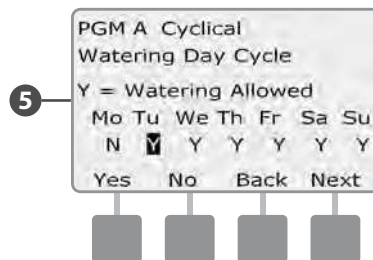 PGM A Cyclical
Watering Day Cycle
5
Y = Watering Allowed
Mo Tu We Th Fr Sa Su
N Y Y Y Y Y Y
Yes No Back Next